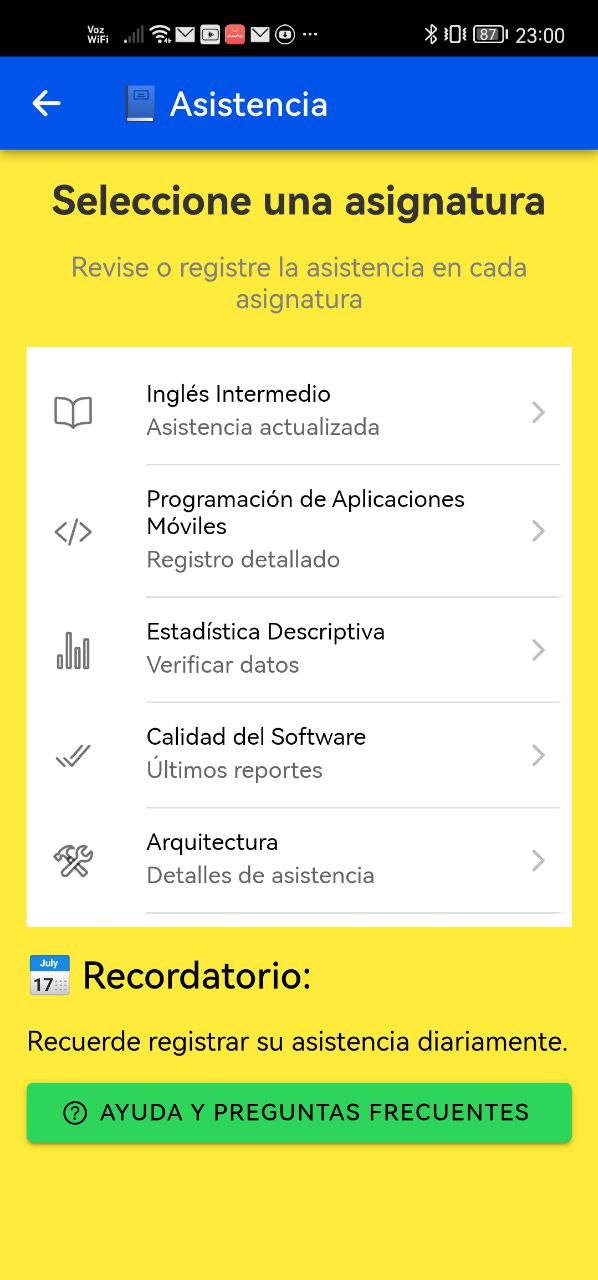 Voz
WiFi
87
23:00
Asistencia
Seleccione una asignatura
Revise o registre la asistencia en cada
asignatura
Inglés Intermedio
Asistencia actualizada
Programación de Aplicaciones
Móviles
Registro detallado
Estadística Descriptiva
Verificar datos
Calidad del Software
Últimos reportes
Arquitectura
Detalles de asistencia
July
17
Recordatorio:
Recuerde registrar su asistencia diariamente.
AYUDA Y PREGUNTAS FRECUENTES